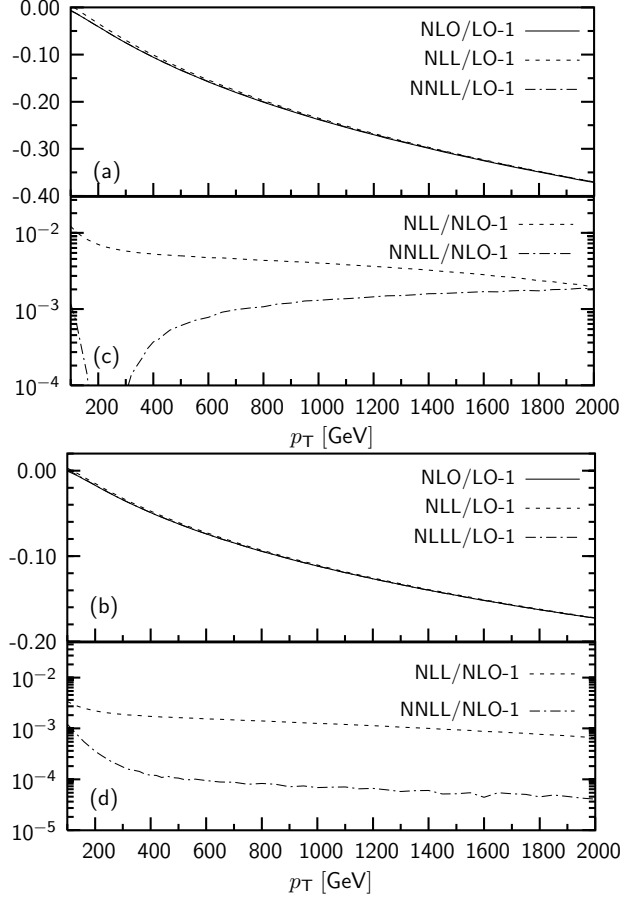 0.00
NLO/LO-1
NLL/LO-1
-0.10
NNLL/LO-1
-0.20
-0.30
(a)
-0.40
NLL/NLO-1
10⁻²
NNLL/NLO-1
10⁻³
(c)
10⁻⁴
200 400 600 800 1000 1200 1400 1600 1800 2000
p_T [GeV]
0.00
NLO/LO-1
NLL/LO-1
NLLL/LO-1
-0.10
(b)
-0.20
NLL/NLO-1
10⁻²
NNLL/NLO-1
10⁻³
10⁻⁴
(d)
10⁻⁵
200 400 600 800 1000 1200 1400 1600 1800 2000
p_T [GeV]